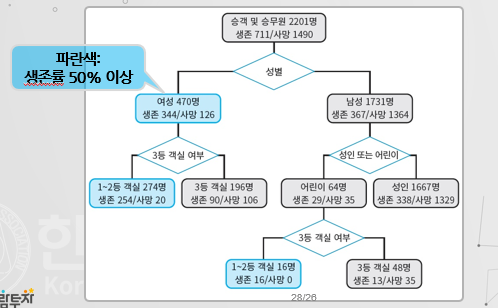 승객 및 승무원 2201명
생존 711/사망 1490
파란색:
생존률 50% 이상
성별
여성 470명
생존 344/사망 126
남성 1731명
생존 367/사망 1364
3등 객실 여부
성인 또는 어린이
1~2등 객실 274명
생존 254/사망 20
3등 객실 196명
생존 90/사망 106
어린이 64명
생존 29/사망 35
성인 1667명
생존 338/사망 1329
3등 객실 여부
1~2등 객실 16명
생존 16/사망 0
3등 객실 48명
생존 13/사망 35
28/26